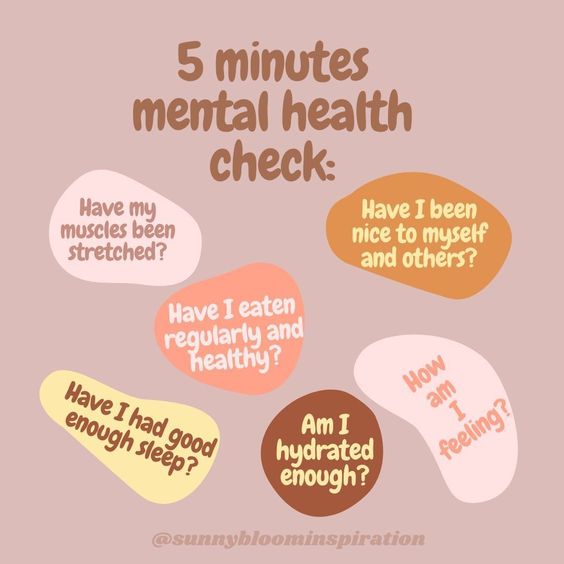 5 minutes
mental health
check:
Have my
muscles been
stretched?
Have I been
nice to myself
and others?
Have I eaten
regularly and
healthy?
How
am
I
feeling?
Have I had good
enough sleep?
Am I
hydrated
enough?
@sunnybloominspiration